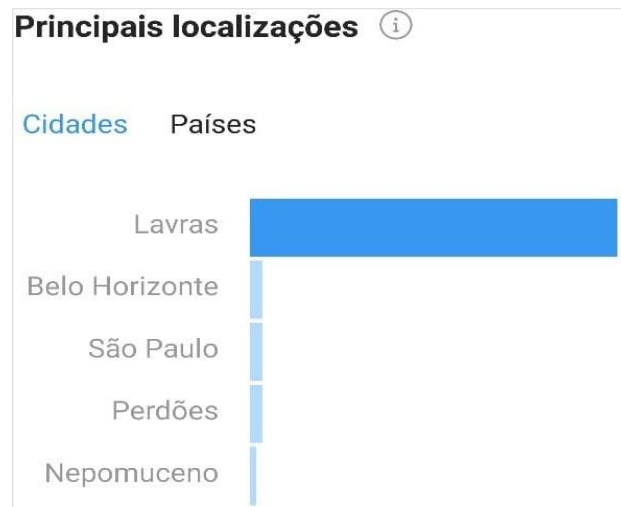 Principais localizações
Cidades Países
Lavras
Belo Horizonte
São Paulo
Perdões
Nepomuceno